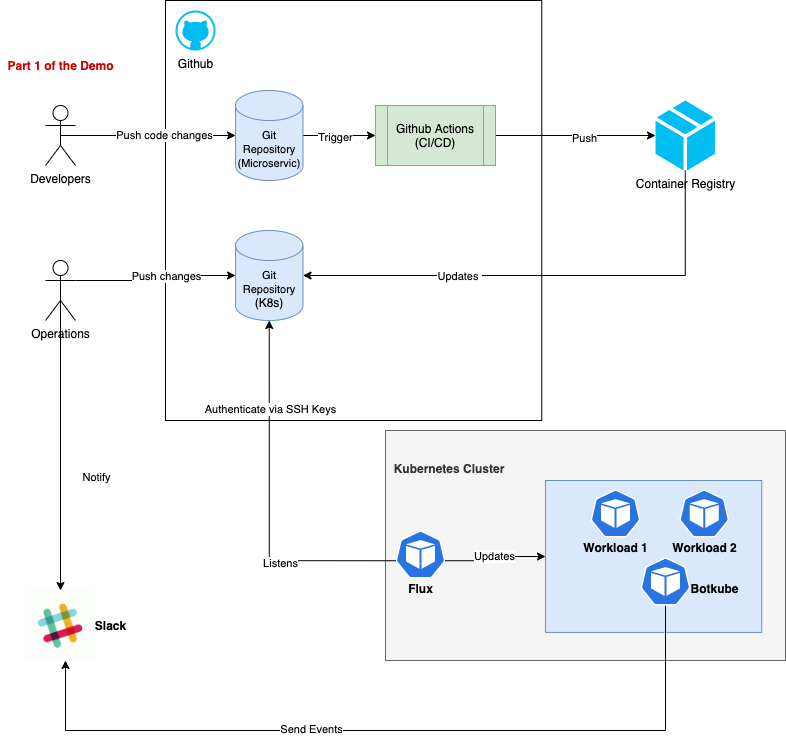 Github
Part 1 of the Demo
Push code changes
Git
Repository
(Microservic)
Trigger
Github Actions
(CI/CD)
Push
Developers
Container Registry
Push changes
Git
Repository
(K8s)
Updates
Operations
Authenticate via SSH Keys
Kubernetes Cluster
Notify
Workload 1
Workload 2
Listens
Updates
Flux
Botkube
Slack
Send Events